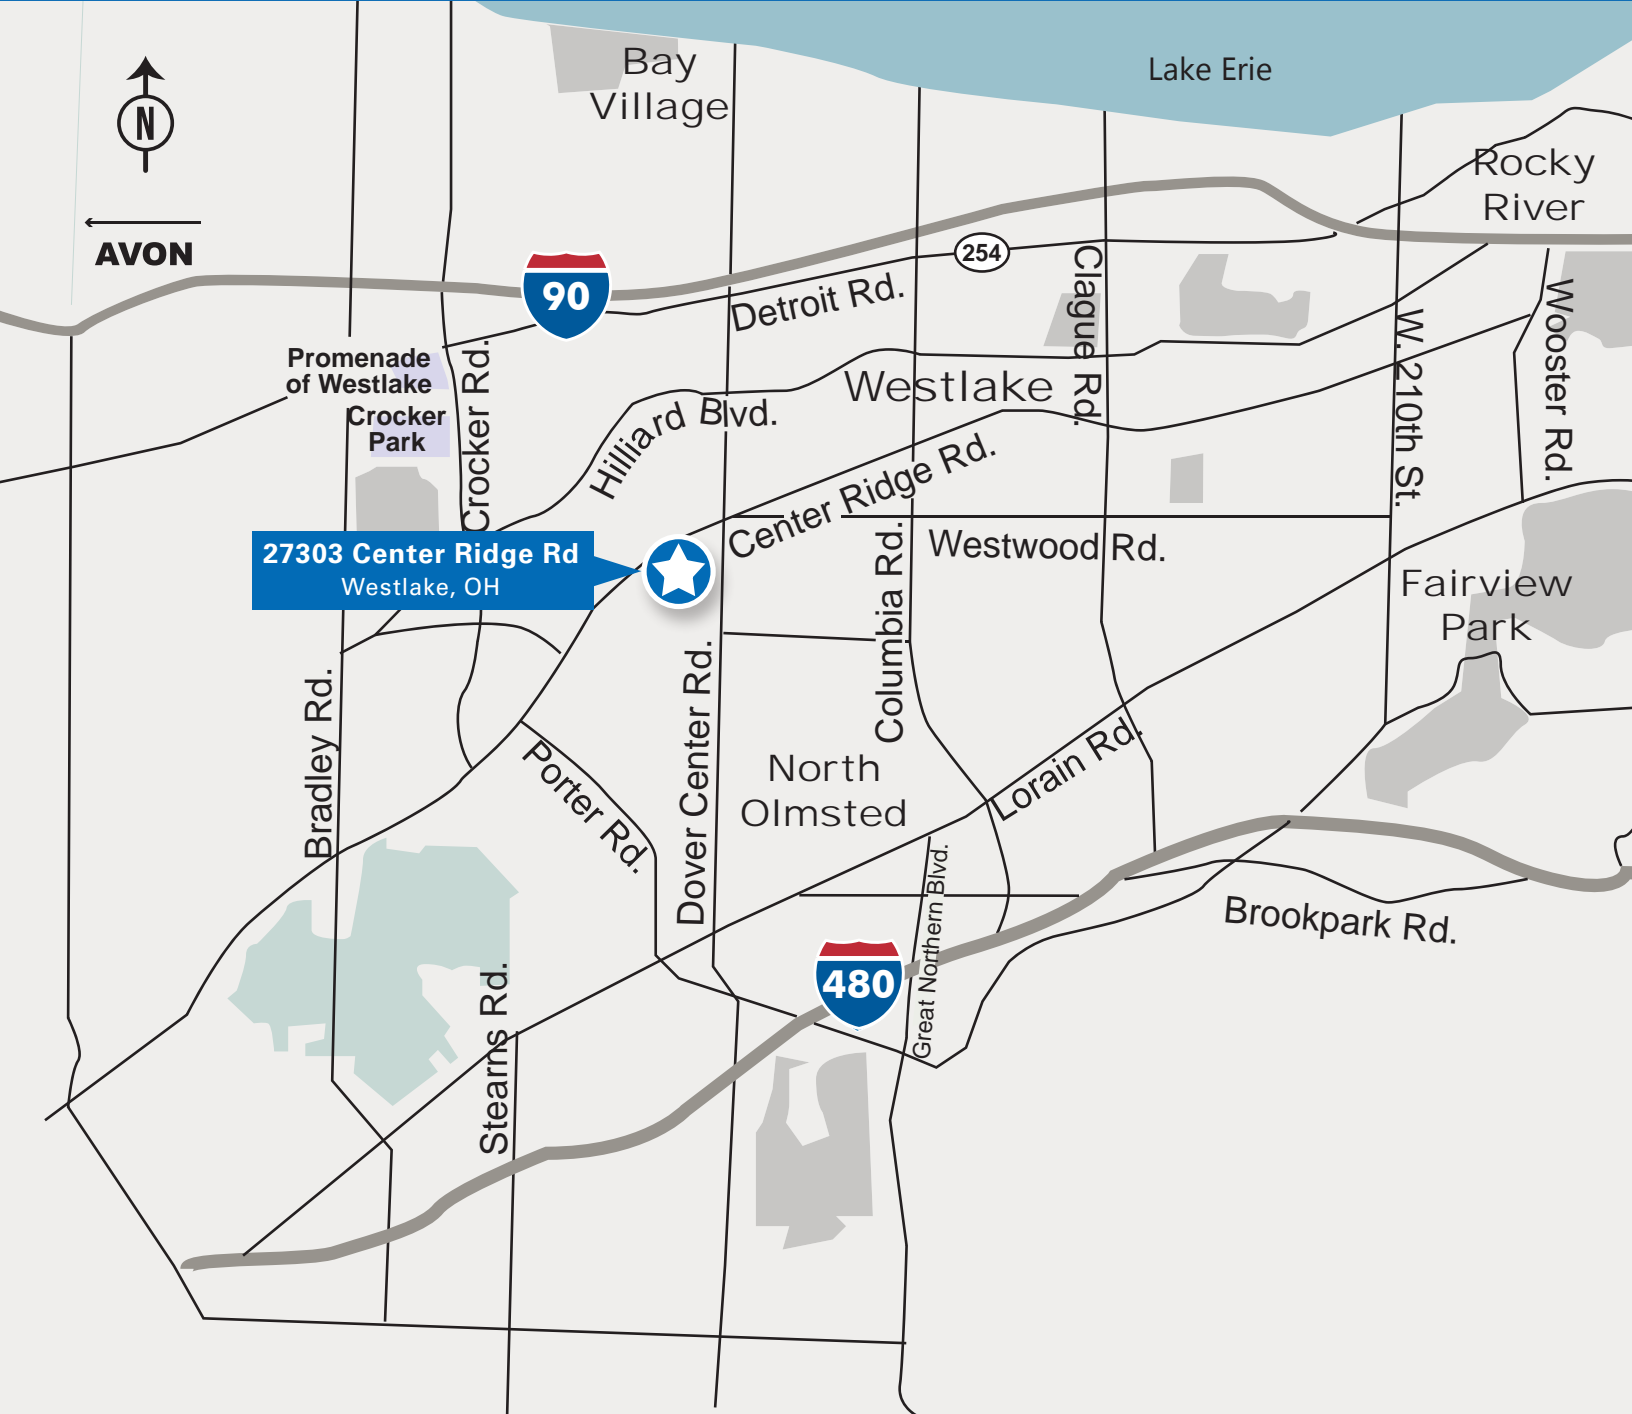 Lake Erie
Bay
Village
N
AVON
Rocky
River
254
90
Detroit Rd.
Clague Rd.
W. 210th St.
Wooster Rd.
Promenade
of Westlake
Crocker
Park
Crocker Rd.
Hilliard Blvd.
Westlake
Center Ridge Rd.
Westwood Rd.
27303 Center Ridge Rd
Westlake, OH
Fairview
Park
Columbia Rd.
Bradley Rd.
Dover Center Rd.
Porter Rd.
North
Olmsted
Lorain Rd.
Great Northern Blvd.
Brookpark Rd.
480
Stearns Rd.